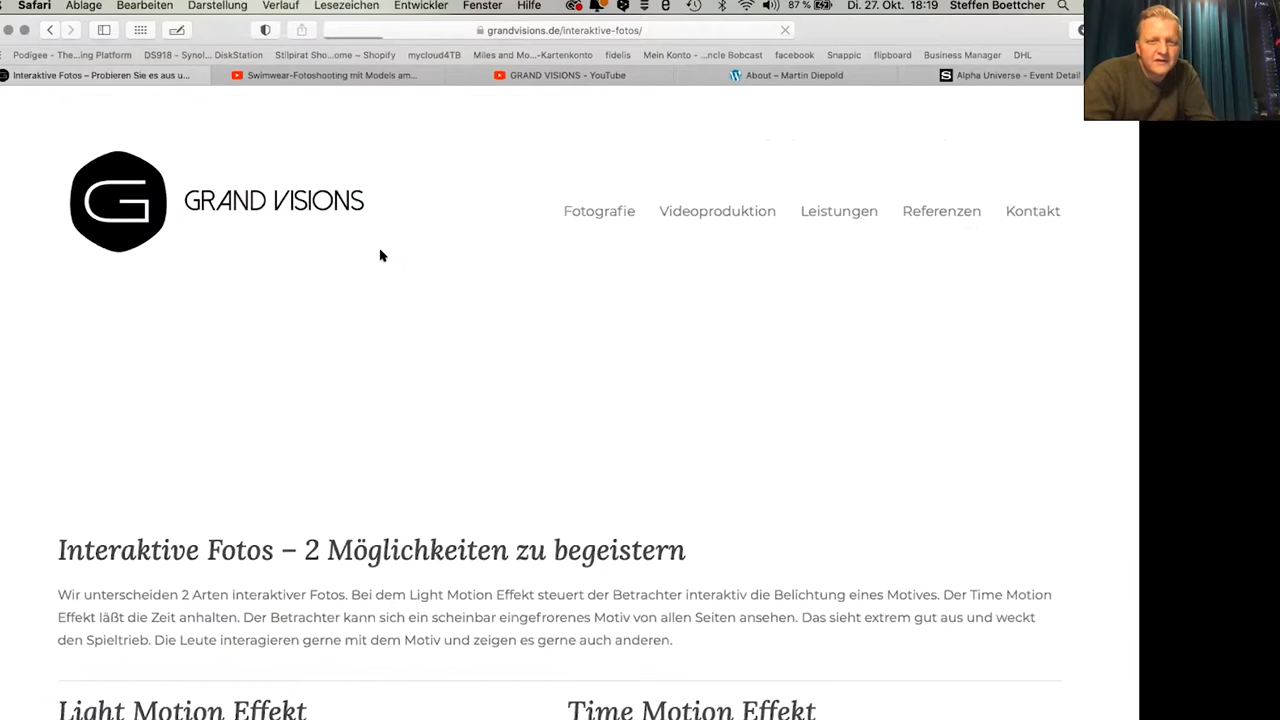 Safari Ablage Bearbeiten Darstellung Verlauf Lesezeichen Entwickler Fenster Hilfe 87 % Di. 27. Okt. 18:19 Steffen Boettcher
grandvisions.de/interaktive-fotos/
Podigee - The...ing Platform DS918 - Synol...DiskStation Stilpirat Sho...ome ~ Shopify mycloud4TB Miles and Mo...-Kartenkonto fidelis Mein Konto - ...ncle Bobcast facebook Snappic flipboard Business Manager DHL
Interaktive Fotos – Probieren Sie es aus u... Swimwear-Fotoshooting mit Models am... GRAND VISIONS - YouTube About – Martin Diepold Alpha Universe - Event Detail
G GRAND VISIONS
Fotografie Videoproduktion Leistungen Referenzen Kontakt
Interaktive Fotos – 2 Möglichkeiten zu begeistern
Wir unterscheiden 2 Arten interaktiver Fotos. Bei dem Light Motion Effekt steuert der Betrachter interaktiv die Belichtung eines Motives. Der Time Motion
Effekt läßt die Zeit anhalten. Der Betrachter kann sich ein scheinbar eingefrorenes Motiv von allen Seiten ansehen. Das sieht extrem gut aus und weckt
den Spieltrieb. Die Leute interagieren gerne mit dem Motiv und zeigen es gerne auch anderen.
Light Motion Effekt Time Motion Effekt